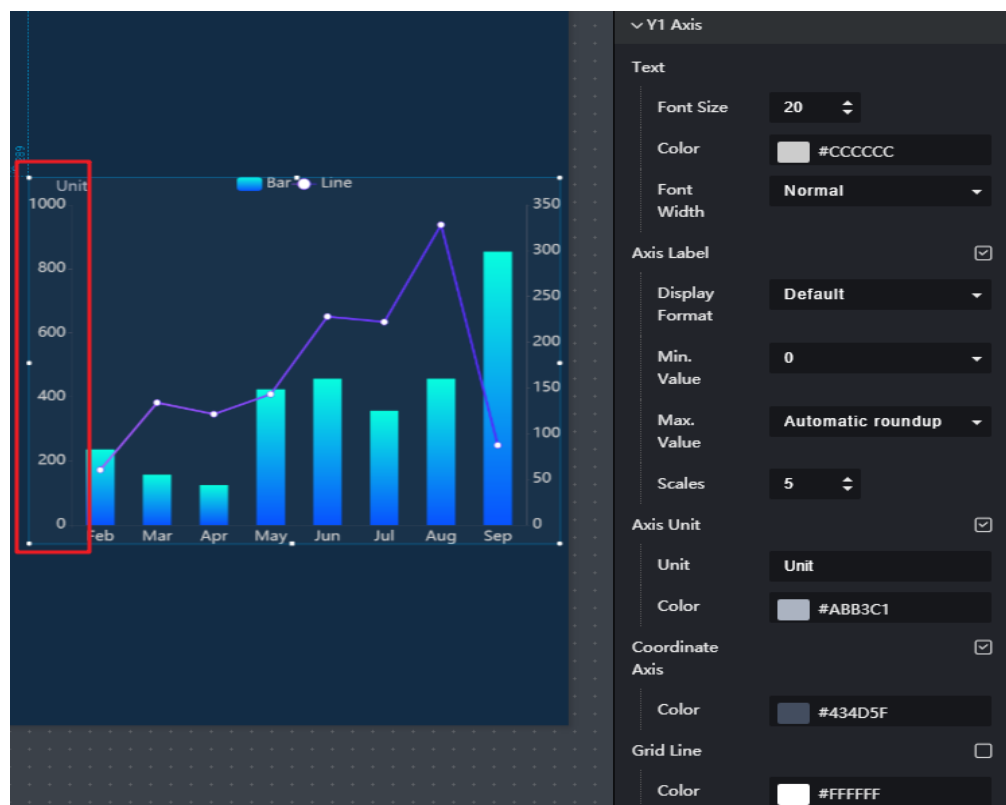 Unit
Bar Line
1000
800
600
400
200
0
350
300
250
200
150
100
50
0
Feb Mar Apr May Jun Jul Aug Sep
Y1 Axis
Text
Font Size 20
Color #CCCCCC
Font Width Normal
Axis Label
Display Format Default
Min. Value 0
Max. Value Automatic roundup
Scales 5
Axis Unit
Unit Unit
Color #ABB3C1
Coordinate Axis
Color #434D5F
Grid Line
Color #FFFFFF